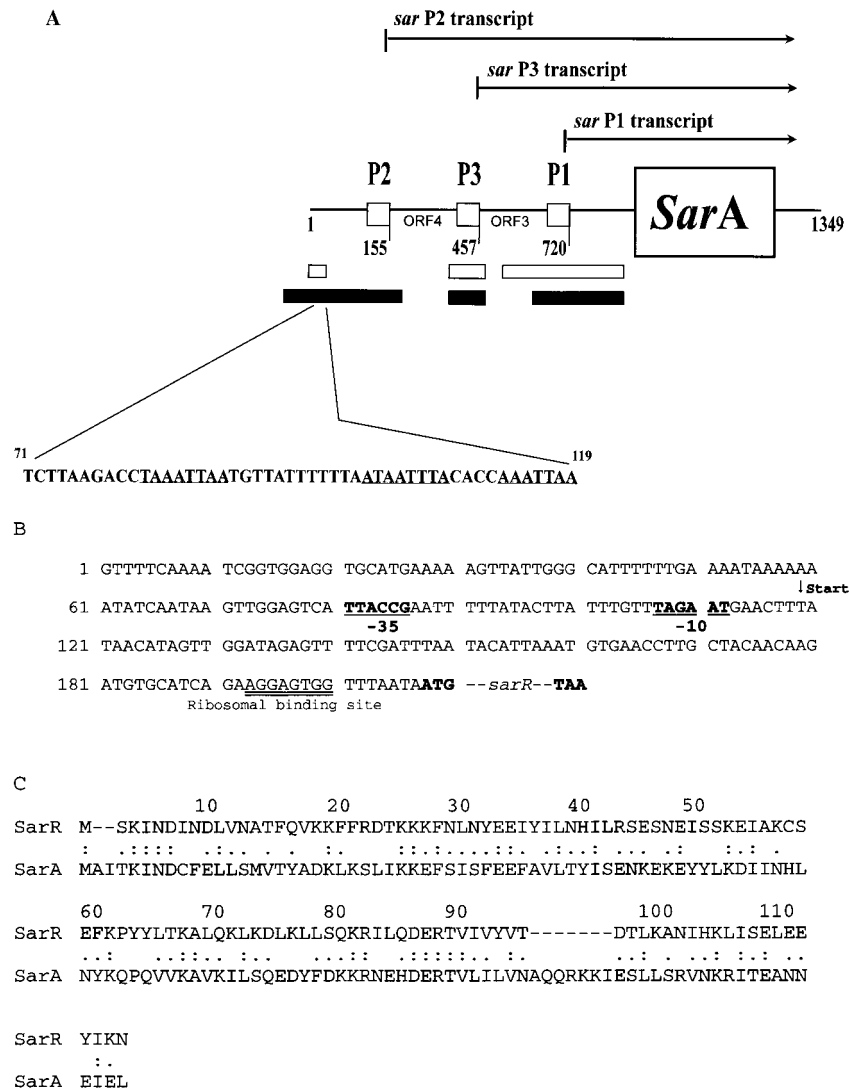 A
sar P2 transcript
sar P3 transcript
sar P1 transcript
P2 P3 P1
ORF4 ORF3
SarA
1 155 457 720 1349
71 119
TCTTAAGACCTAAATTAATGTTATTTTTTAATAATTTACACCAAATTAA
B
1 GTTTTCAAAA TCGGTGGAGG TGCATGAAAA AGTTATTGGG CATTTTTTGA AAATAAAAAA
↓Start
61 ATATCAATAA GTTGGAGTCA TTACCGAATT TTTATACTTA TTTGTTTAGA ATGAACTTTA
-35 -10
121 TAACATAGTT GGATAGAGTT TTCGATTTAA TACATTAAAT GTGAACCTTG CTACAACAAG
181 ATGTGCATCA GAAGGAGTGG TTTAATAATG --sarR--TAA
Ribosomal binding site
C
10 20 30 40 50
SarR M--SKINDINDLVNATFQVKKFFRDTKKKFNLNYEEIYILNHILRSESNEISSKEIAKCS
SarA MAITKINDCFELLSMVTYADKLKSLIKKEFSISFEEFAVLTYISENKEKEYYLKDIINHL
60 70 80 90 100 110
SarR EFKPYYLTKALQKLKDLKLLSQKRILQDERTVIVYVT-------DTLKANIHKLISELEE
SarA NYKQPQVVKAVKILSQEDYFDKKRNEHDERTVLILVNAQQRKKIESLLSRVNKRITEANN
SarR YIKN
SarA EIEL